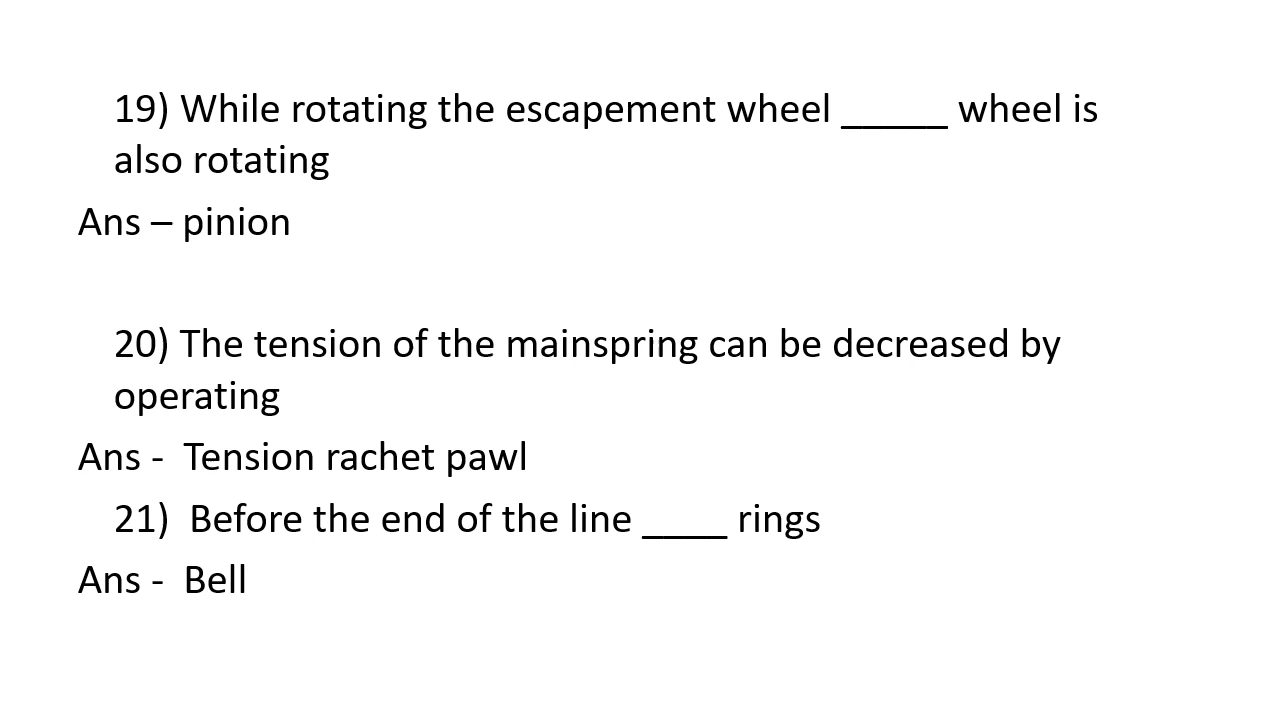 19) While rotating the escapement wheel _____ wheel is
also rotating
Ans – pinion
20) The tension of the mainspring can be decreased by
operating
Ans -  Tension rachet pawl
21)  Before the end of the line ____ rings
Ans -  Bell